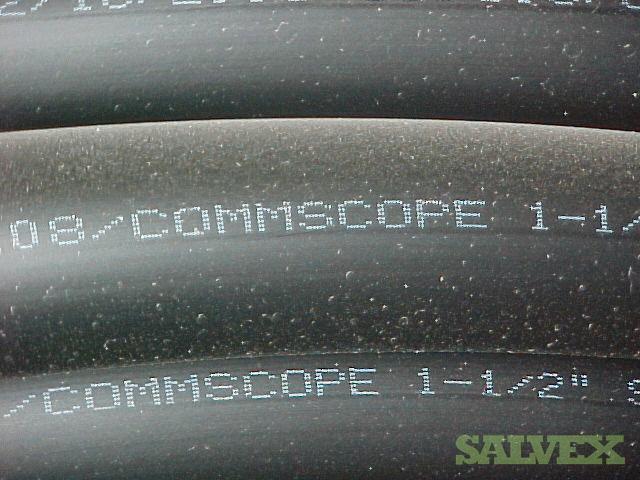 08/COMMSCOPE 1-1/
/COMMSCOPE 1-1/2" S
SALVEX